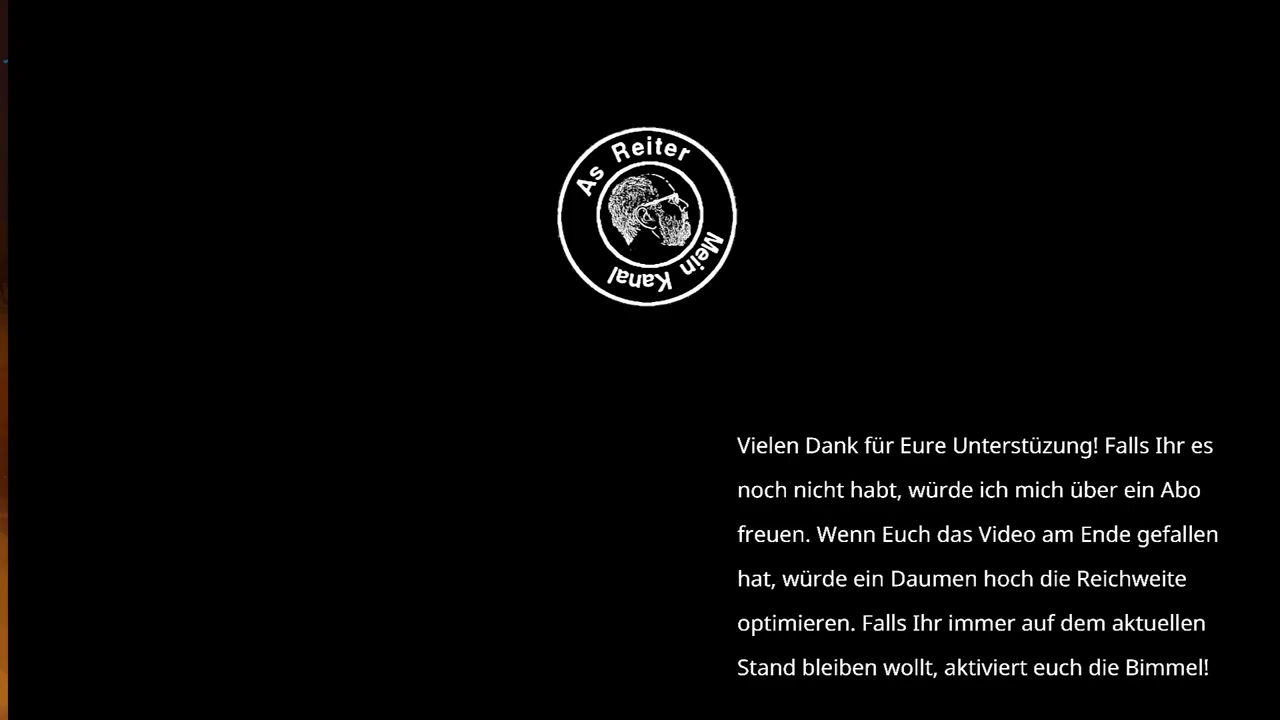 As Reiter
Mein Kanal
Vielen Dank für Eure Unterstüzung! Falls Ihr es
noch nicht habt, würde ich mich über ein Abo
freuen. Wenn Euch das Video am Ende gefallen
hat, würde ein Daumen hoch die Reichweite
optimieren. Falls Ihr immer auf dem aktuellen
Stand bleiben wollt, aktiviert euch die Bimmel!